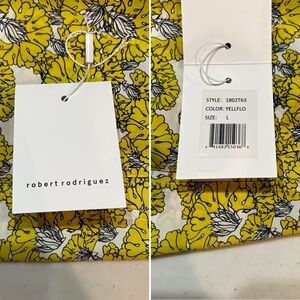 robert rodriguez
STYLE: 1802T63
COLOR: YELLFLO
SIZE: L